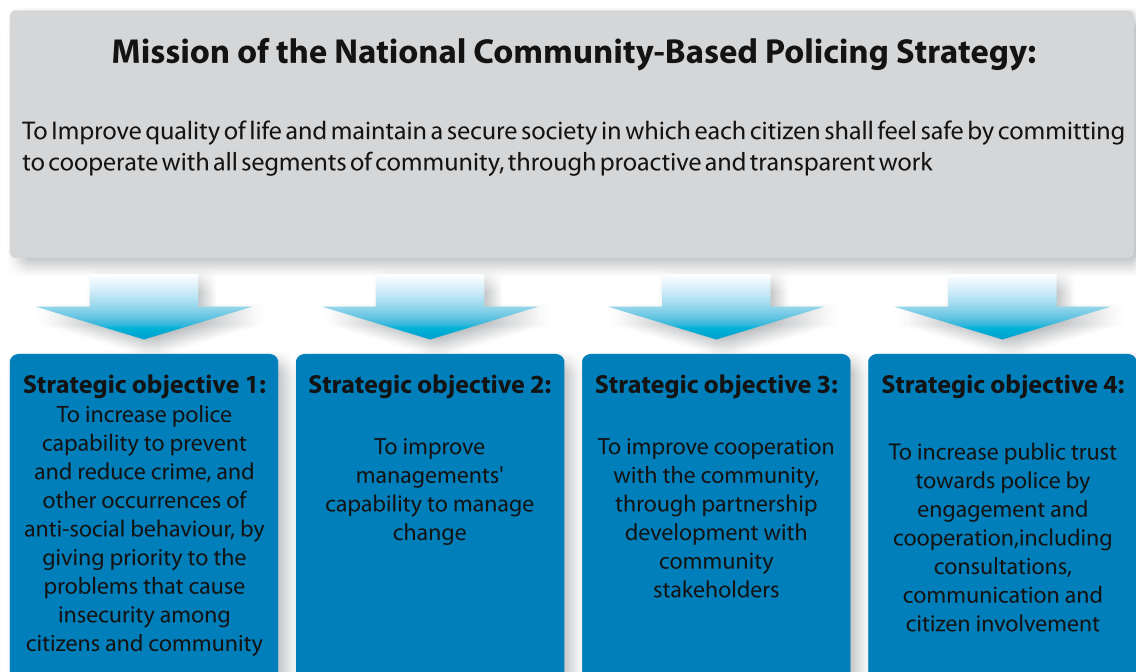 Mission of the National Community-Based Policing Strategy:
To Improve quality of life and maintain a secure society in which each citizen shall feel safe by committing
to cooperate with all segments of community, through proactive and transparent work
Strategic objective 1:
To increase police
capability to prevent
and reduce crime, and
other occurrences of
anti-social behaviour, by
giving priority to the
problems that cause
insecurity among
citizens and community
Strategic objective 2:
To improve
managements'
capability to manage
change
Strategic objective 3:
To improve cooperation
with the community,
through partnership
development with
community
stakeholders
Strategic objective 4:
To increase public trust
towards police by
engagement and
cooperation,including
consultations,
communication and
citizen involvement